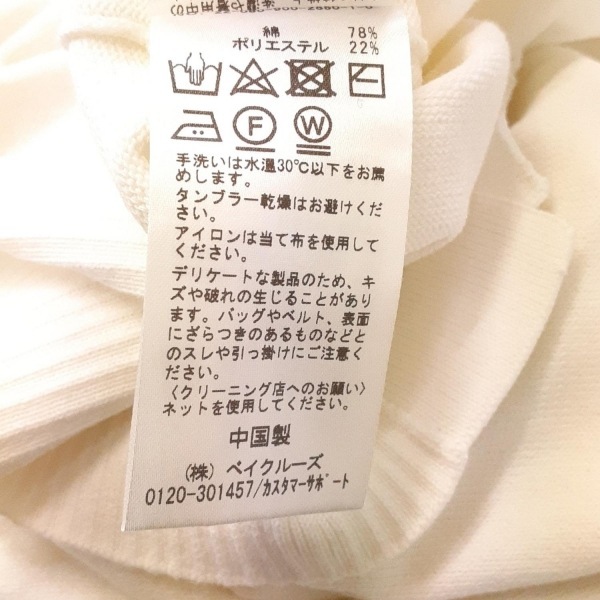 綿 78%
ポリエステル 22%
F W
手洗いは水温30℃以下をお薦
めします。
タンブラー乾燥はお避けくだ
さい。
アイロンは当て布を使用して
ください。
デリケートな製品のため、キ
ズや破れの生じることがあり
ます。バッグやベルト、表面
にざらつきのあるものなどと
のスレや引っ掛けにご注意く
ださい。
〈クリーニング店へのお願い〉
ネットを使用してください。
中国製
(株) ベイクルーズ
0120-301457/カスタマーサポート